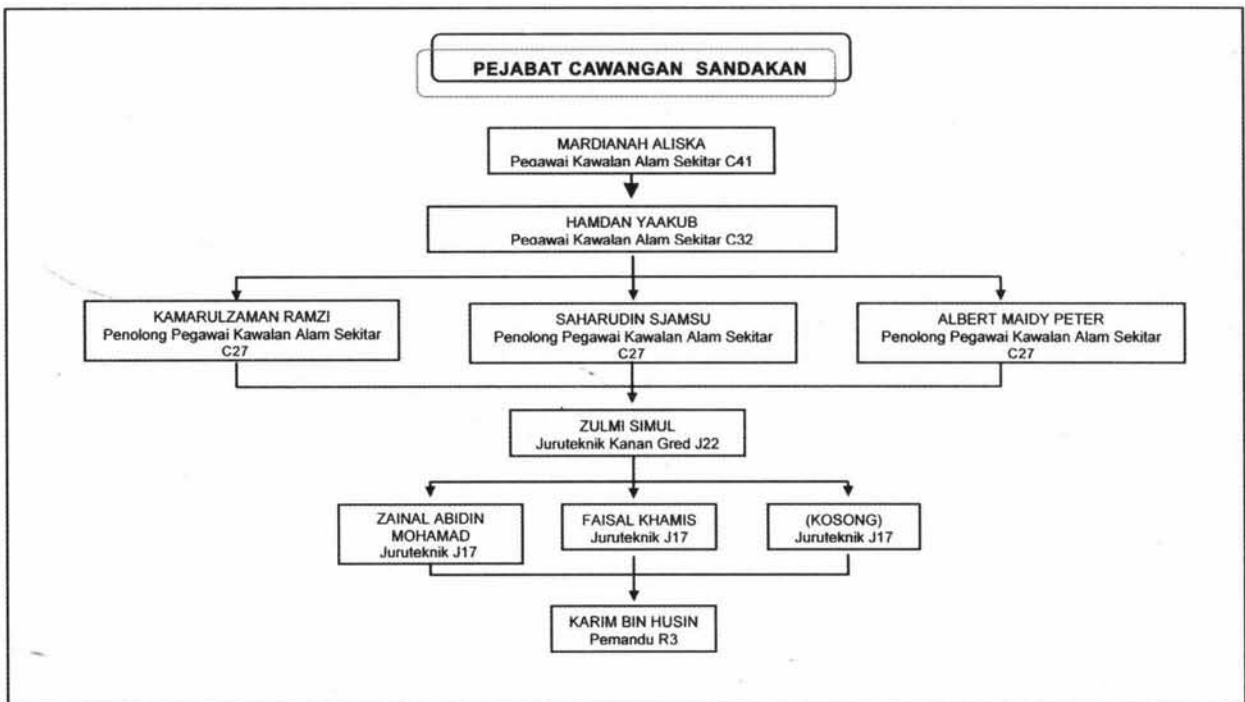 PEJABAT CAWANGAN SANDAKAN
MARDIANAH ALISKA
Pegawai Kawalan Alam Sekitar C41
HAMDAN YAAKUB
Pegawai Kawalan Alam Sekitar C32
KAMARULZAMAN RAMZI
Penolong Pegawai Kawalan Alam Sekitar
C27
SAHARUDIN SJAMSU
Penolong Pegawai Kawalan Alam Sekitar
C27
ALBERT MAIDY PETER
Penolong Pegawai Kawalan Alam Sekitar
C27
ZULMI SIMUL
Juruteknik Kanan Gred J22
ZAINAL ABIDIN
MOHAMAD
Juruteknik J17
FAISAL KHAMIS
Juruteknik J17
(KOSONG)
Juruteknik J17
KARIM BIN HUSIN
Pemandu R3